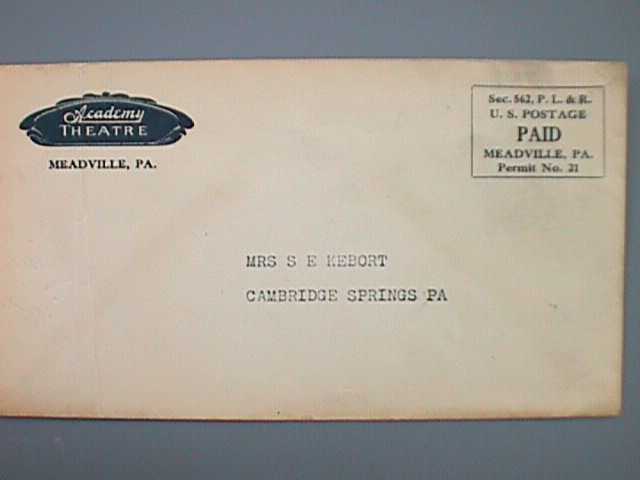 Academy
THEATRE
MEADVILLE, PA.
Sec. 562, P. L. & R.
U. S. POSTAGE
PAID
MEADVILLE, PA.
Permit No. 21
MRS S E KEBORT
CAMBRIDGE SPRINGS PA